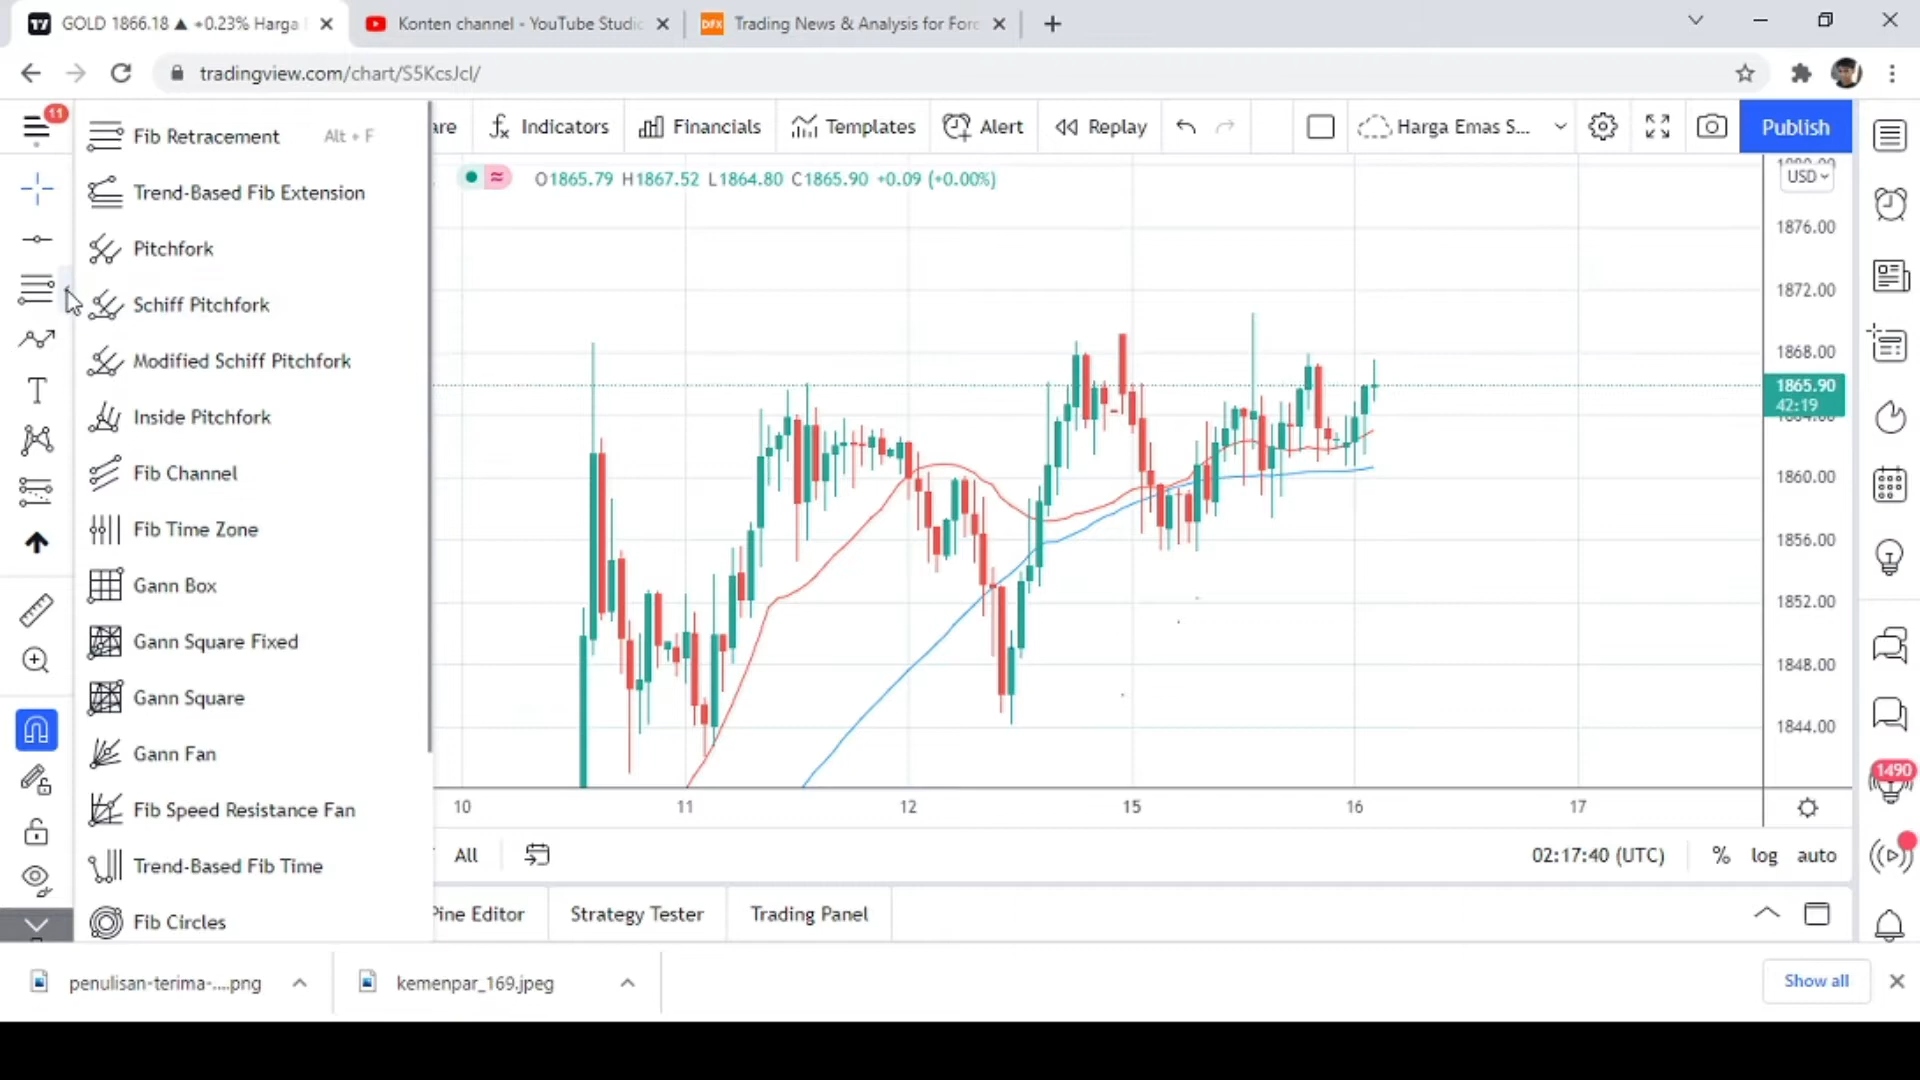 GOLD 1866.18 ▲ +0.23% Harga
Konten channel - YouTube Studio
DFX
Trading News & Analysis for Fore
tradingview.com/chart/S5KcsJcl/
11
are
Indicators
Financials
Templates
Alert
Replay
Harga Emas S...
Publish
Fib Retracement Alt + F
Trend-Based Fib Extension
Pitchfork
Schiff Pitchfork
Modified Schiff Pitchfork
Inside Pitchfork
Fib Channel
Fib Time Zone
Gann Box
Gann Square Fixed
Gann Square
Gann Fan
Fib Speed Resistance Fan
Trend-Based Fib Time
Fib Circles
O1865.79 H1867.52 L1864.80 C1865.90 +0.09 (+0.00%)
USD
1876.00
1872.00
1868.00
1865.90
42:19
1860.00
1856.00
1852.00
1848.00
1844.00
10 11 12 15 16 17
1490
All
02:17:40 (UTC)
% log auto
Pine Editor
Strategy Tester
Trading Panel
penulisan-terima-....png
kemenpar_169.jpeg
Show all